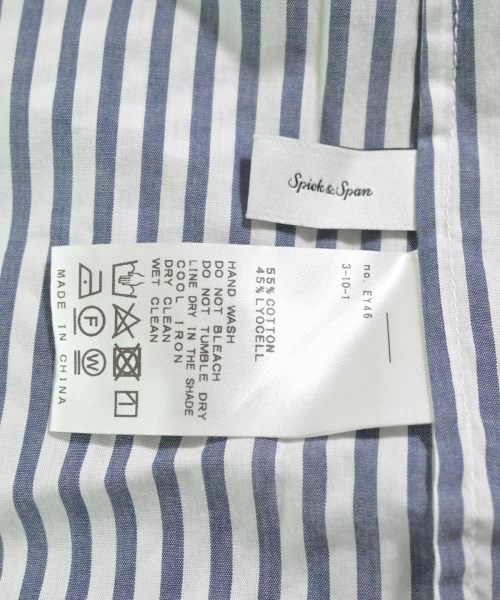 Spick & Span
no. EY46
3-10-1
55% COTTON
45% LYOCELL
HAND WASH
DO NOT BLEACH
DO NOT TUMBLE DRY
LINE DRY IN THE SHADE
COOL IRON
DRY CLEAN
WET CLEAN
F
W
MADE IN CHINA